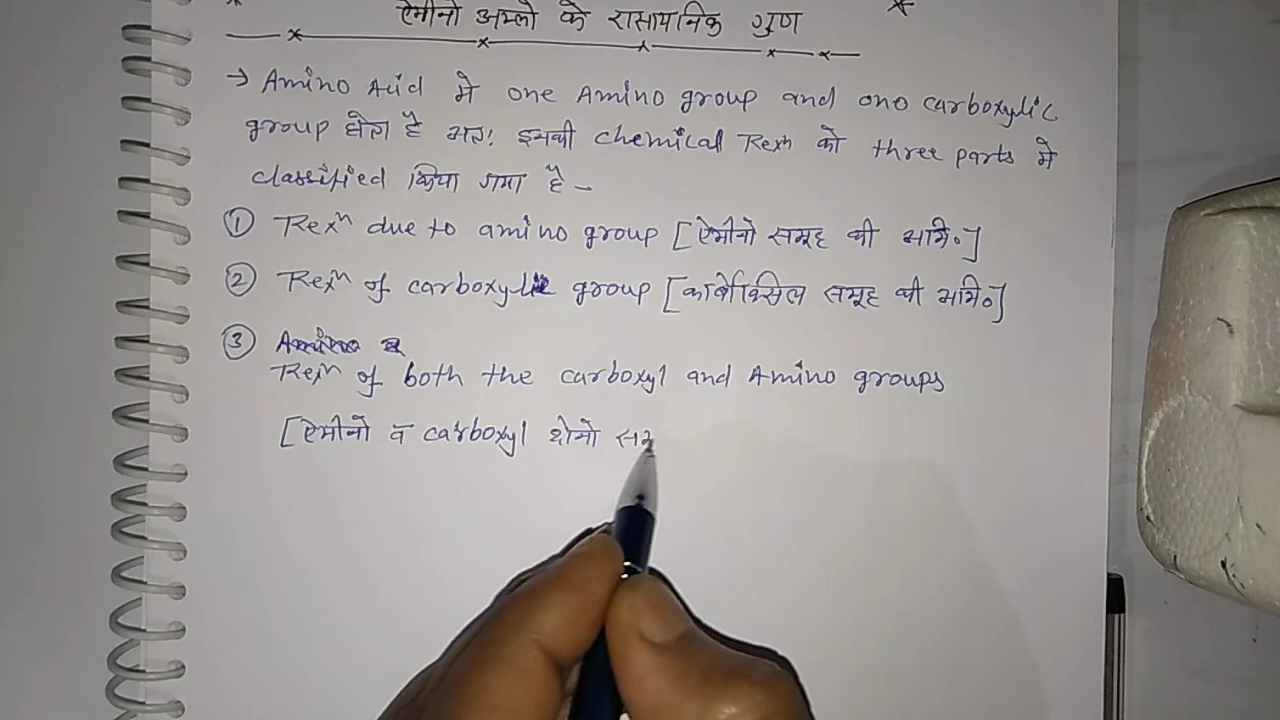 ऐमीनो अम्लो के रासायनिक गुण
→ Amino Acid मे one Amino group and ono carboxylic
group होता है अतः इनकी chemical Rexn को three parts मे
classified किया गया है -
① Rexn due to amino group [ऐमीनो समूह की अभि०]
② Rexn of carboxylic group [कार्बोक्सिल समूह की अभि०]
③
Rexn of both the carboxyl and Amino groups
[ऐमीनो व carboxyl दोनो समू